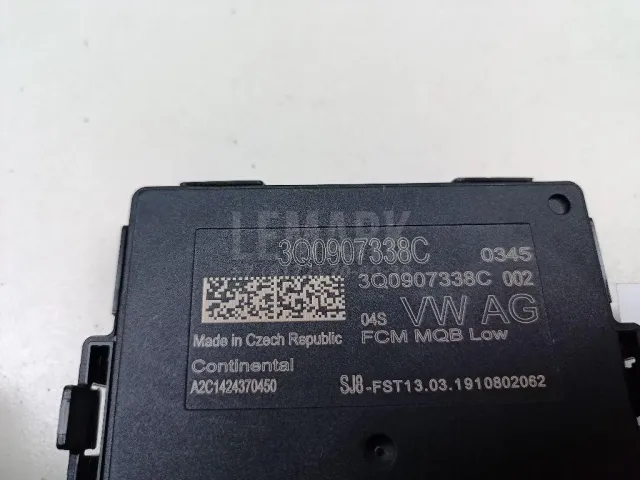 LEMARK
3Q0907338C 0345
3Q0907338C 002
04S VW AG
Made in Czech Republic FCM MQB Low
Continental
A2C1424370450 SJ8-FST13.03.1910802062